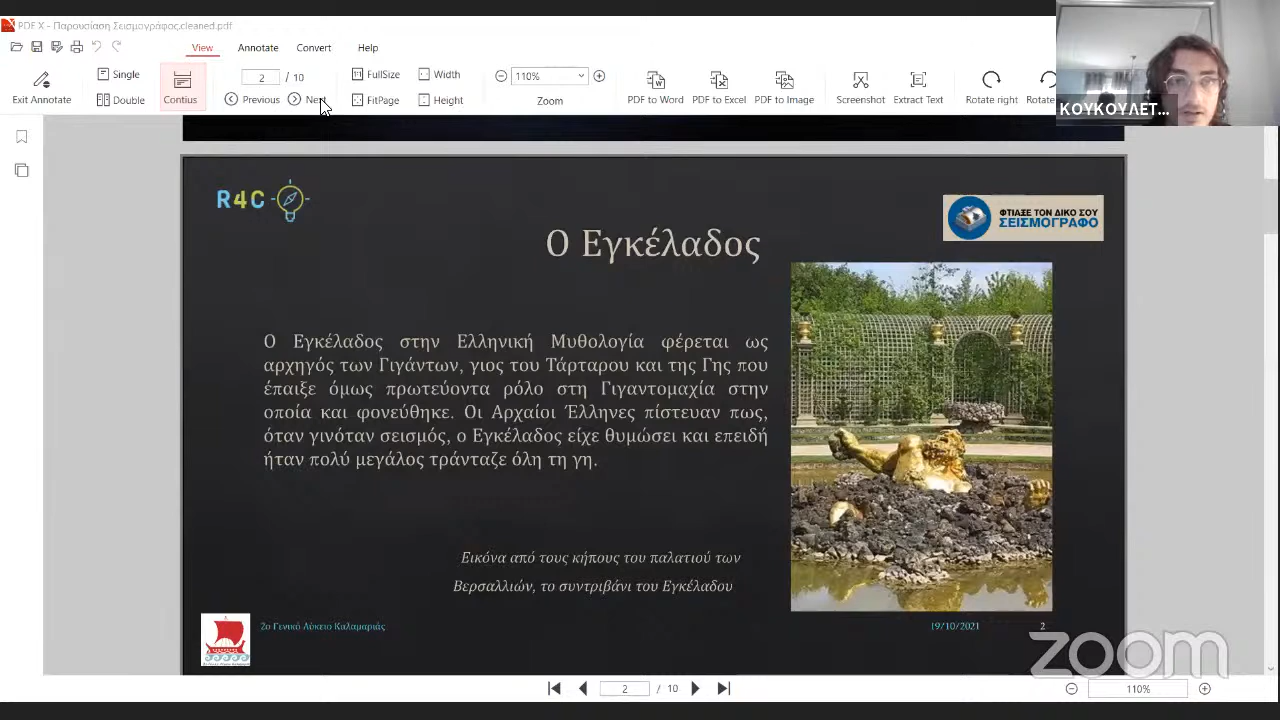 PDF X - Παρουσίαση Σεισμογράφος.cleaned.pdf
View Annotate Convert Help
Exit Annotate
Single
Double
Contius
2 / 10
Previous Next
FullSize Width
FitPage Height
110%
Zoom
PDF to Word PDF to Excel PDF to Image
Screenshot Extract Text
Rotate right Rotate
ΚΟΥΚΟΥΛΕΤ...
R4C
ΦΤΙΑΞΕ ΤΟΝ ΔΙΚΟ ΣΟΥ
ΣΕΙΣΜΟΓΡΑΦΟ
Ο Εγκέλαδος
Ο Εγκέλαδος στην Ελληνική Μυθολογία φέρεται ως
αρχηγός των Γιγάντων, γιος του Τάρταρου και της Γης που
έπαιξε όμως πρωτεύοντα ρόλο στη Γιγαντομαχία στην
οποία και φονεύθηκε. Οι Αρχαίοι Έλληνες πίστευαν πως,
όταν γινόταν σεισμός, ο Εγκέλαδος είχε θυμώσει και επειδή
ήταν πολύ μεγάλος τράνταζε όλη τη γη.
Εικόνα από τους κήπους του παλατιού των
Βερσαλλιών, το συντριβάνι του Εγκέλαδου
2ο Γενικό Λύκειο Καλαμαριάς
19/10/2021
2
zoom
2 / 10
110%